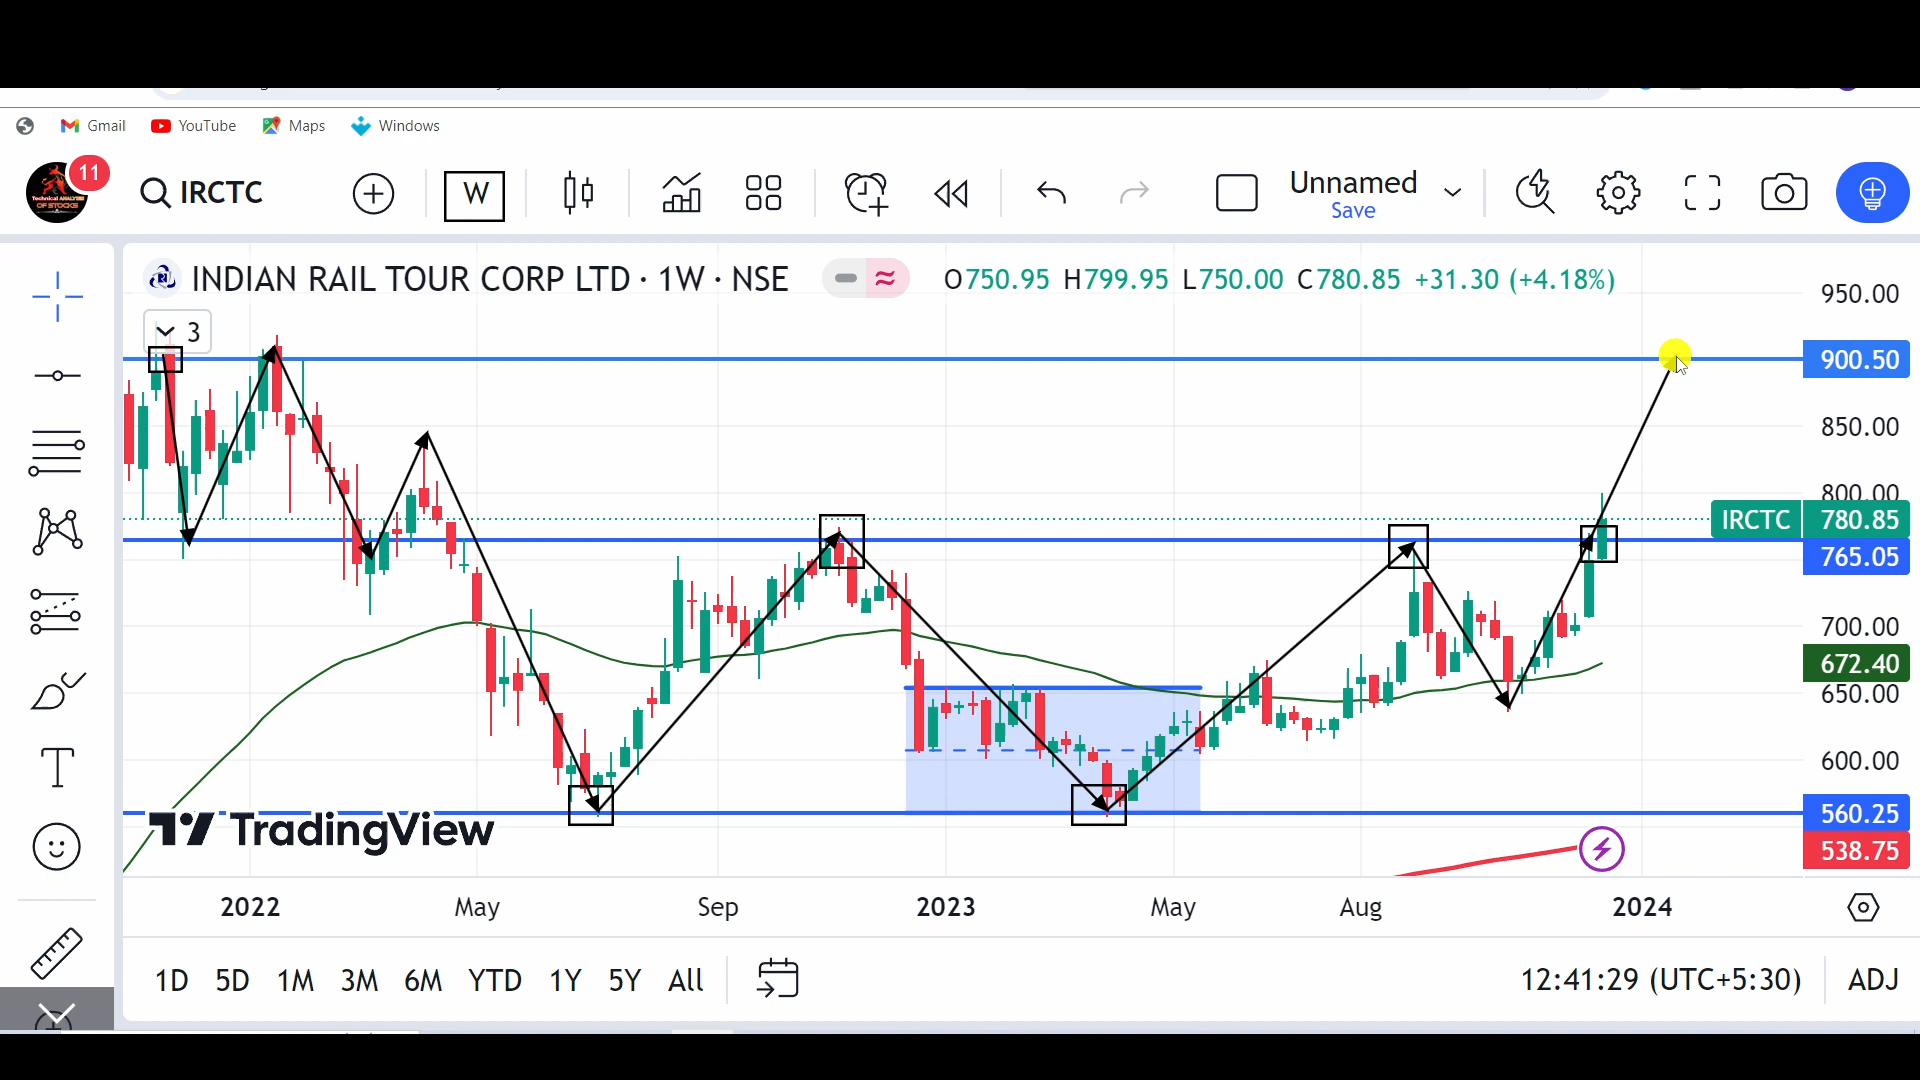 Gmail YouTube Maps Windows
11
Technical ANALYSIS
OF STOCKS
IRCTC
W
Unnamed
Save
INDIAN RAIL TOUR CORP LTD · 1W · NSE
O750.95 H799.95 L750.00 C780.85 +31.30 (+4.18%)
3
950.00
900.50
850.00
800.00
IRCTC 780.85
765.05
700.00
672.40
650.00
600.00
560.25
538.75
TradingView
2022 May Sep 2023 May Aug 2024
1D 5D 1M 3M 6M YTD 1Y 5Y All
12:41:29 (UTC+5:30) ADJ